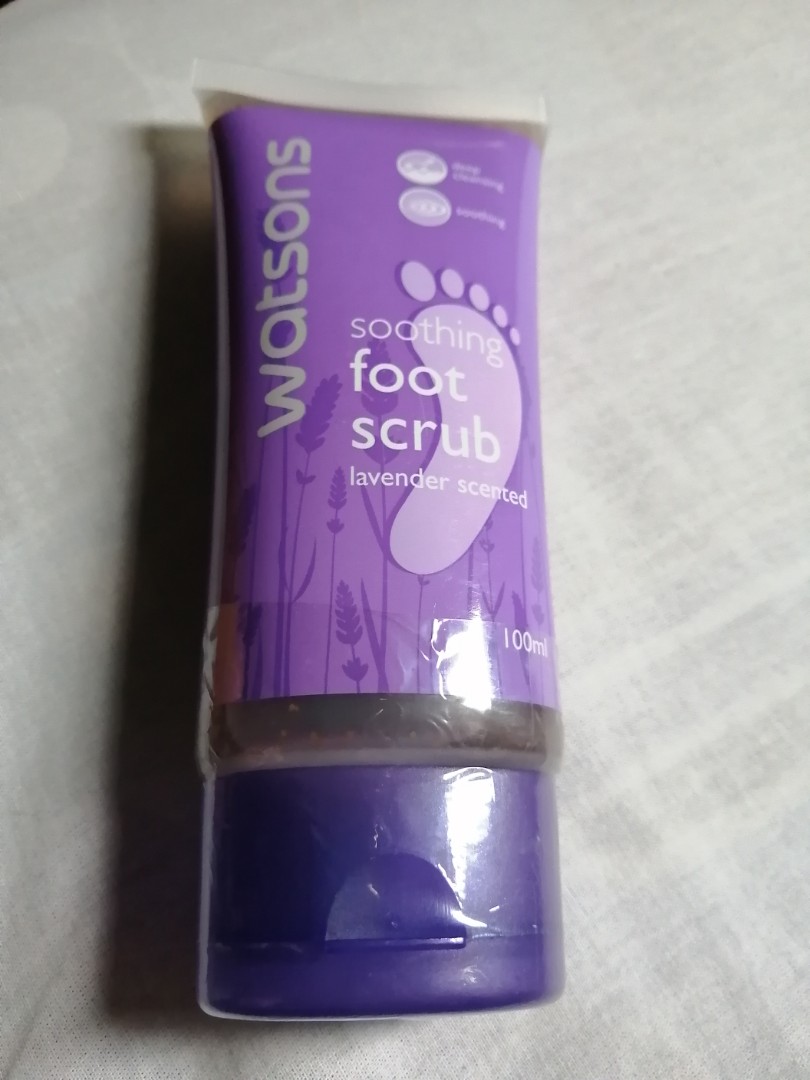 watsons
deep
cleansing
soothing
soothing
foot
scrub
lavender scented
100ml